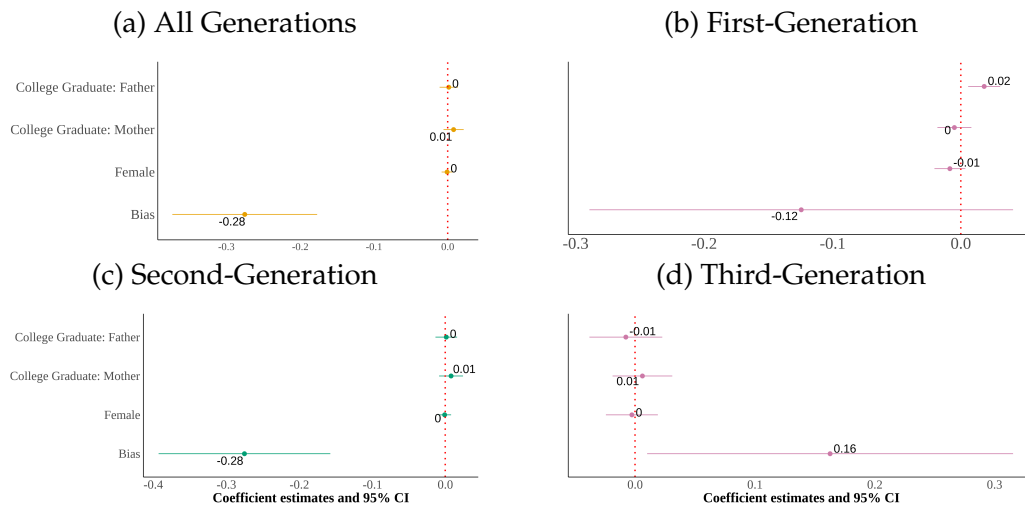 (a) All Generations
College Graduate: Father
0
College Graduate: Mother
0.01
Female
0
Bias
-0.28
-0.3 -0.2 -0.1 0.0
(b) First-Generation
0.02
0
-0.01
-0.12
-0.3 -0.2 -0.1 0.0
(c) Second-Generation
College Graduate: Father
0
College Graduate: Mother
0.01
Female
0
Bias
-0.28
-0.4 -0.3 -0.2 -0.1 0.0
Coefficient estimates and 95% CI
(d) Third-Generation
-0.01
0.01
0
0.16
0.0 0.1 0.2 0.3
Coefficient estimates and 95% CI